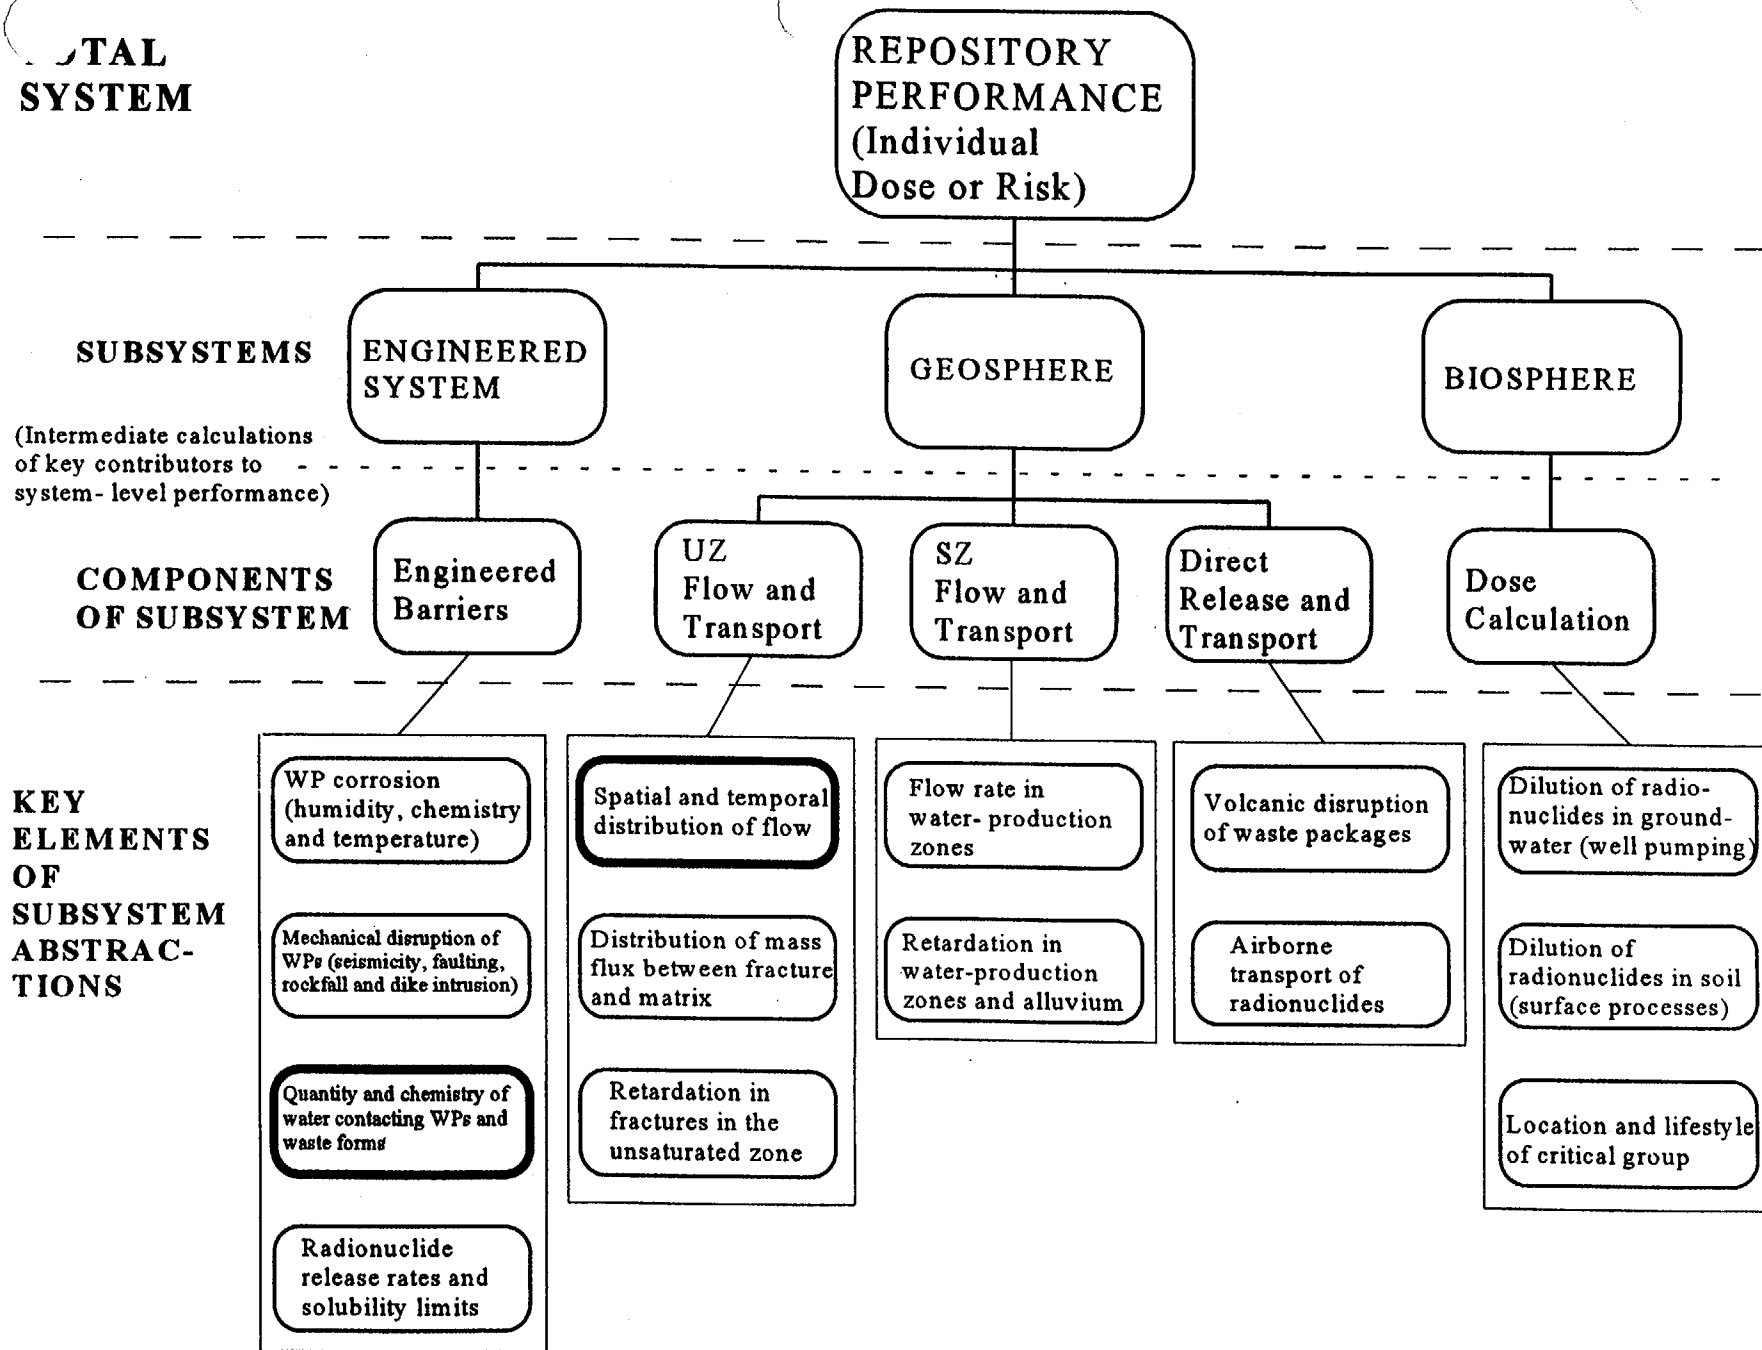 TAL
SYSTEM
REPOSITORY
PERFORMANCE
(Individual
Dose or Risk)
SUBSYSTEMS
(Intermediate calculations
of key contributors to
system- level performance)
ENGINEERED
SYSTEM
GEOSPHERE
BIOSPHERE
COMPONENTS
OF SUBSYSTEM
Engineered
Barriers
UZ
Flow and
Transport
SZ
Flow and
Transport
Direct
Release and
Transport
Dose
Calculation
KEY
ELEMENTS
OF
SUBSYSTEM
ABSTRAC-
TIONS
WP corrosion
(humidity, chemistry
and temperature)
Mechanical disruption of
WPs (seismicity, faulting,
rockfall and dike intrusion)
Quantity and chemistry of
water contacting WPs and
waste forms
Radionuclide
release rates and
solubility limits
Spatial and temporal
distribution of flow
Distribution of mass
flux between fracture
and matrix
Retardation in
fractures in the
unsaturated zone
Flow rate in
water- production
zones
Retardation in
water-production
zones and alluvium
Volcanic disruption
of waste packages
Airborne
transport of
radionuclides
Dilution of radio-
nuclides in ground-
water (well pumping)
Dilution of
radionuclides in soil
(surface processes)
Location and lifestyle
of critical group